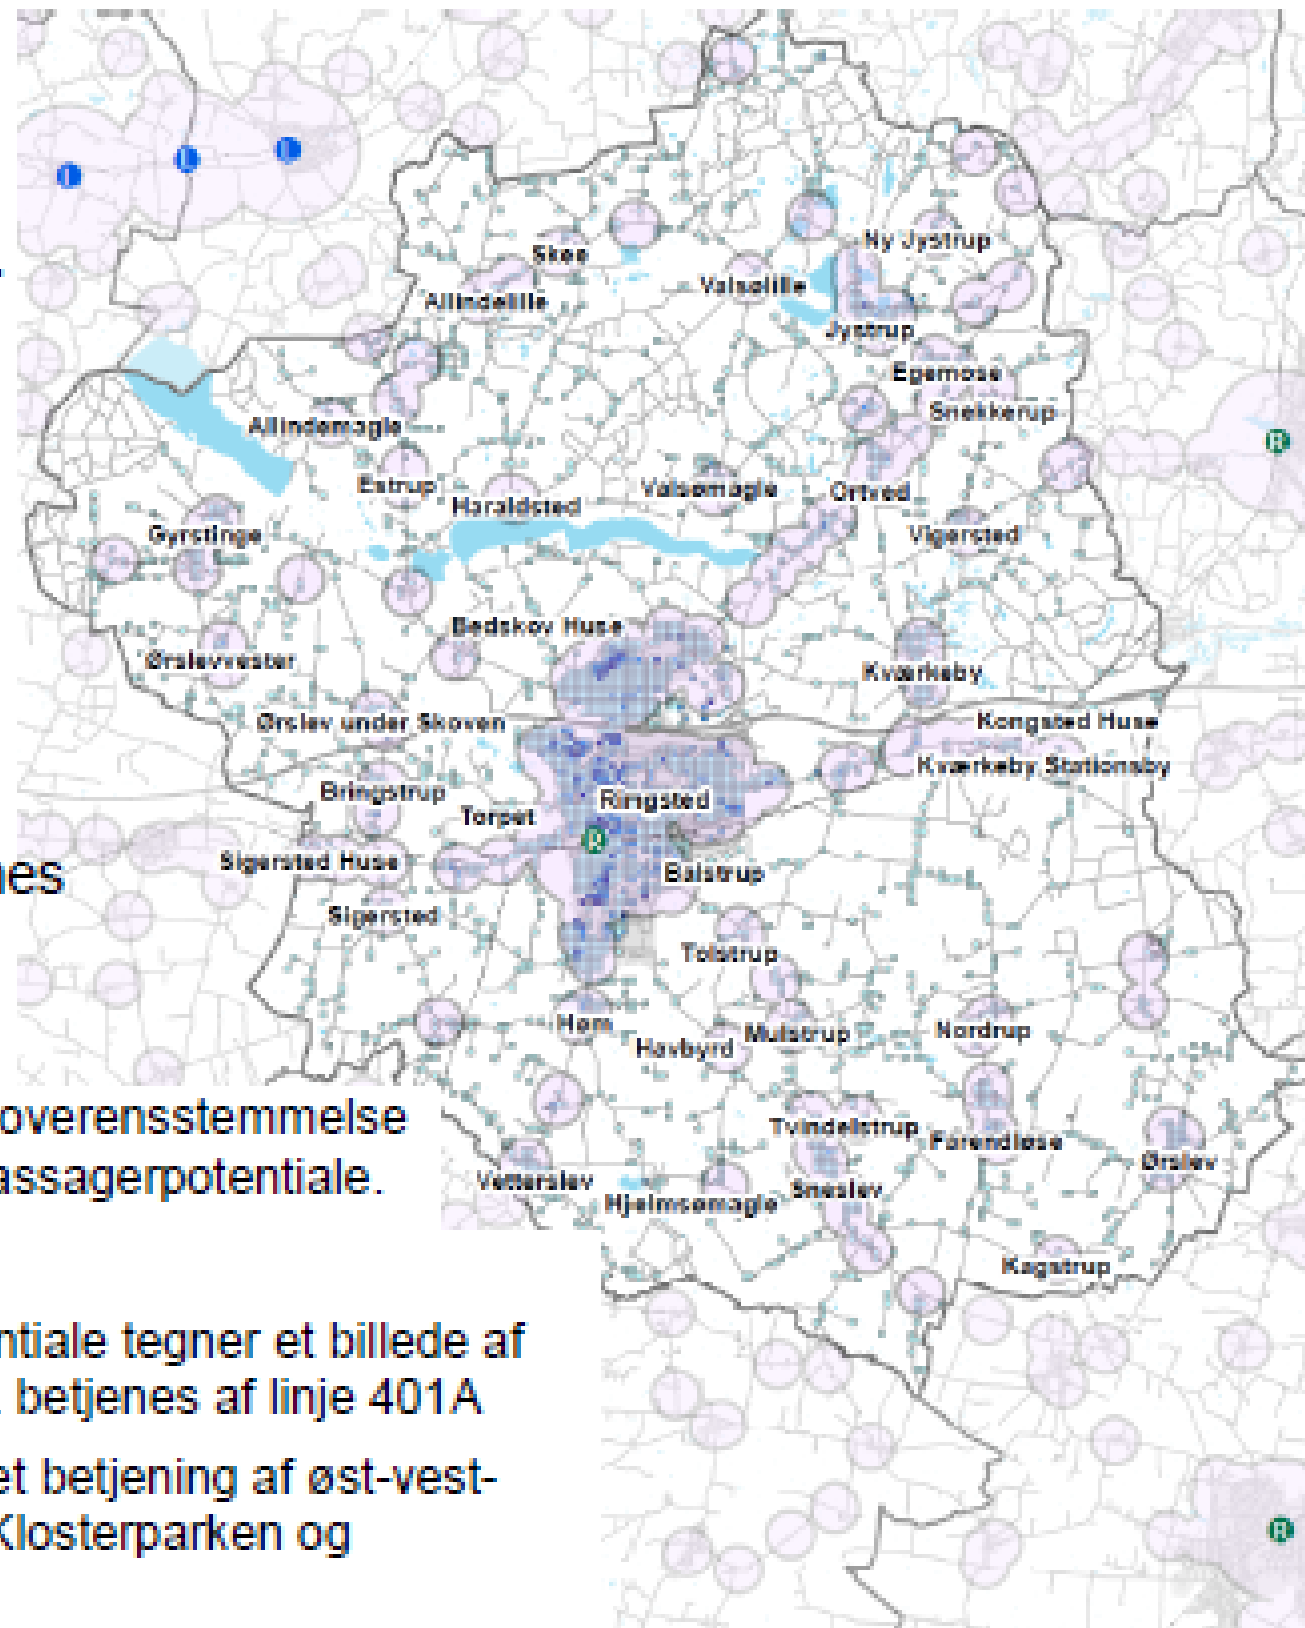 L
L
L
Ny Jystrup
Skee
Valsølille
Allindelille
Jystrup
Egemose
Snekkerup
Allindemagle
R
Estrup
Valsømagle
Ortved
Haraldsted
Gyrstinge
Vigersted
Bedskov Huse
Ørslevvester
Kværkeby
Ørslev under Skoven
Kongsted Huse
Kværkeby Stationsby
Bringstrup
Ringsted
Torpet
R
Sigersted Huse
Balstrup
nes
Sigersted
Tolstrup
Høm
Mulstrup
Nordrup
Havbyrd
overensstemmelse
Tvindelstrup
Farendløse
Ørslev
assagerpotentiale.
Vetterslev
Sneslev
Hjelmsømagle
Kagstrup
ntiale tegner et billede af
betjenes af linje 401A
et betjening af øst-vest-
Klosterparken og
R